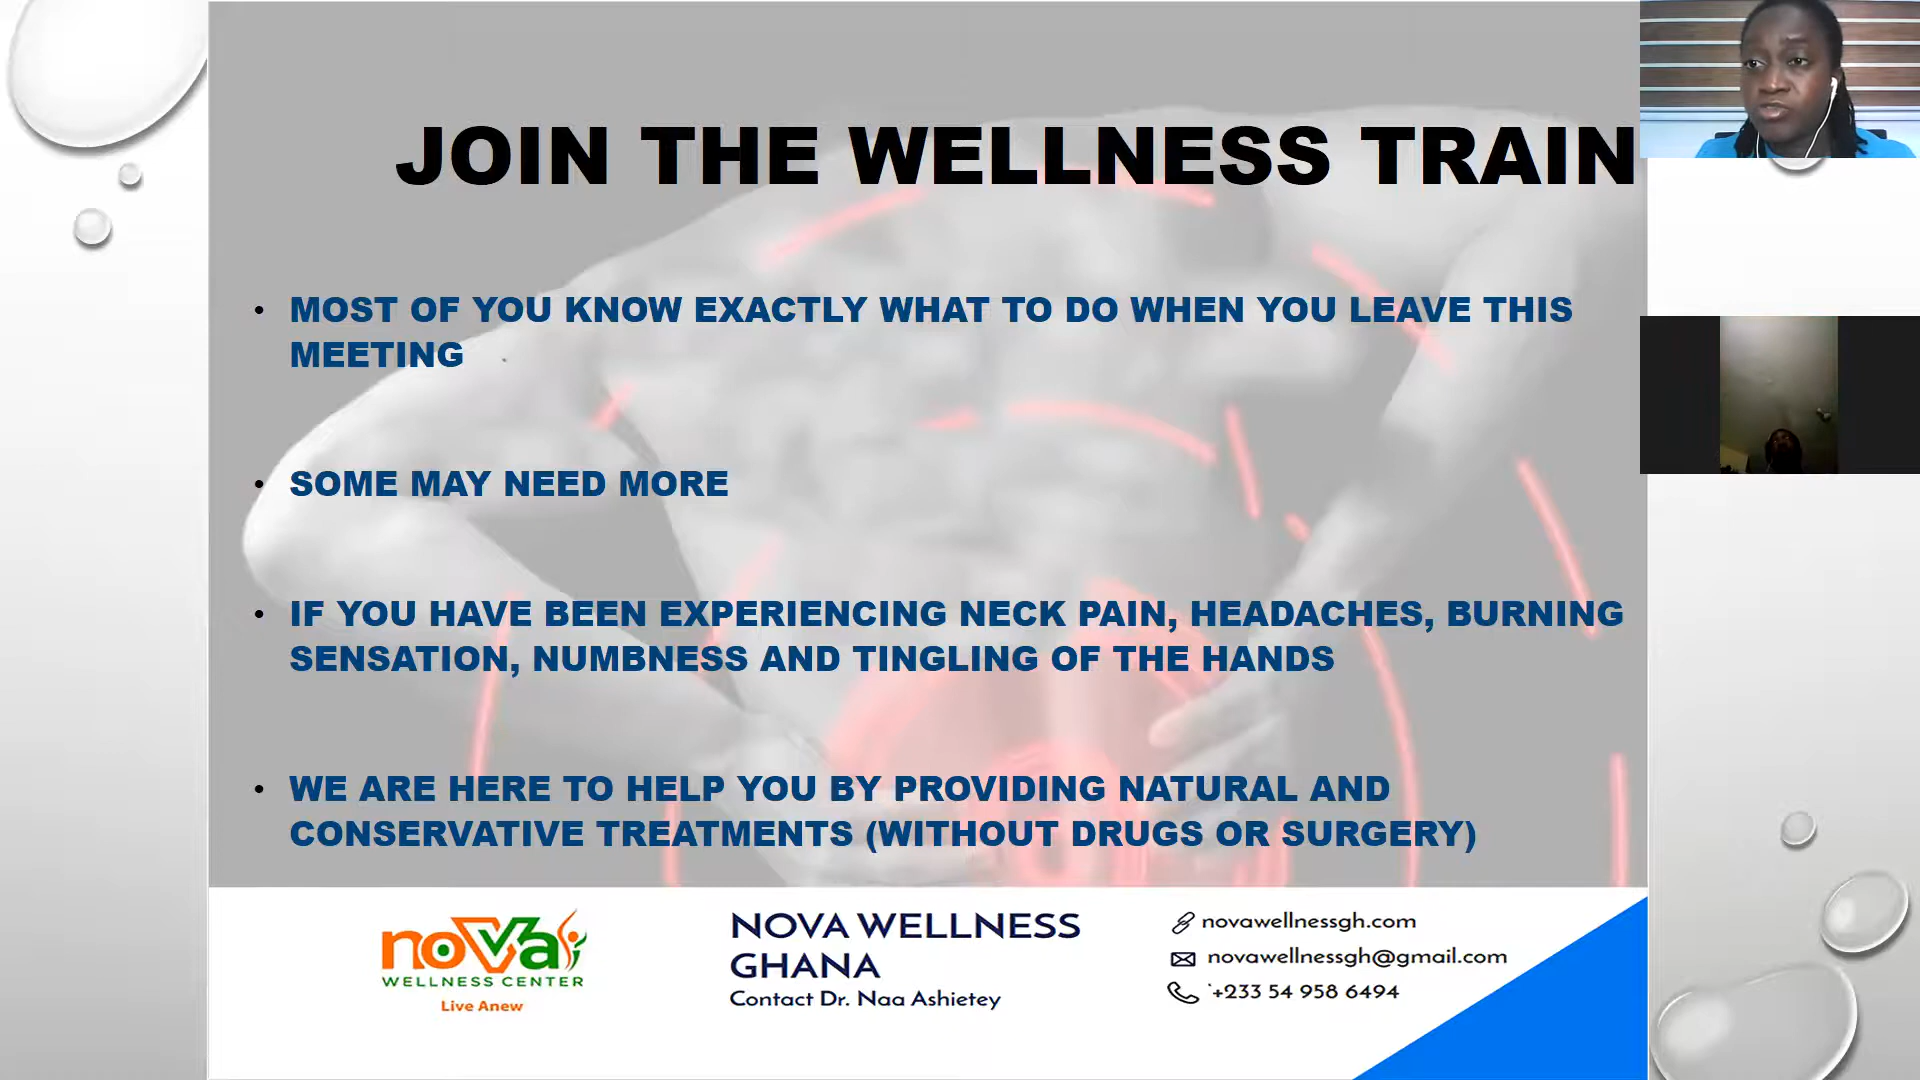 JOIN THE WELLNESS TRAIN
• MOST OF YOU KNOW EXACTLY WHAT TO DO WHEN YOU LEAVE THIS
MEETING
• SOME MAY NEED MORE
• IF YOU HAVE BEEN EXPERIENCING NECK PAIN, HEADACHES, BURNING
SENSATION, NUMBNESS AND TINGLING OF THE HANDS
• WE ARE HERE TO HELP YOU BY PROVIDING NATURAL AND
CONSERVATIVE TREATMENTS (WITHOUT DRUGS OR SURGERY)
nova
WELLNESS CENTER
Live Anew
NOVA WELLNESS
GHANA
Contact Dr. Naa Ashietey
novawellnessgh.com
novawellnessgh@gmail.com
+233 54 958 6494